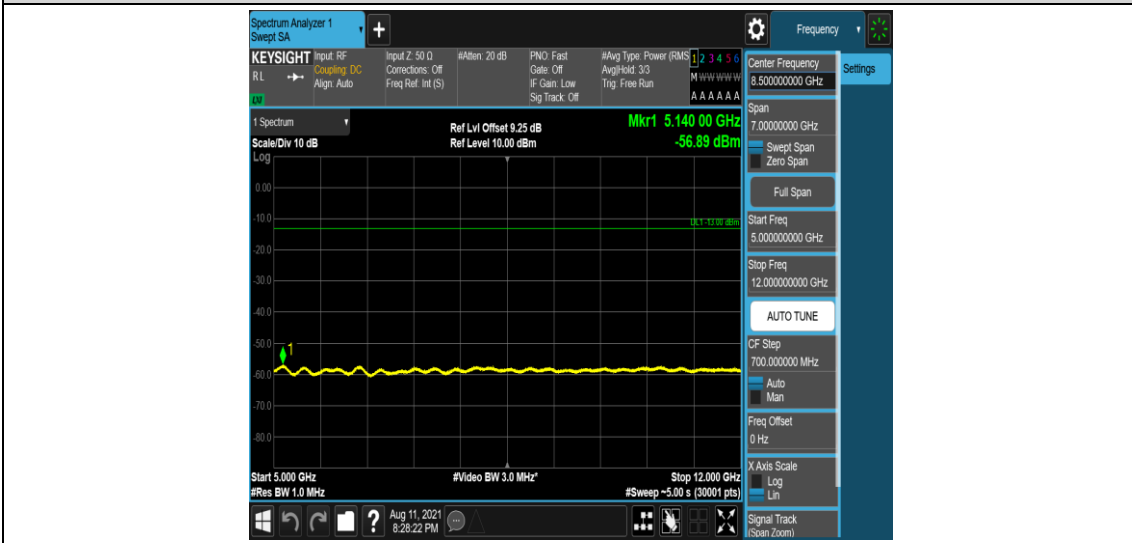 Spectrum Analyzer 1
Swept SA
Frequency
KEYSIGHT
RL
LXI
Input: RF
Coupling: DC
Align: Auto
Input Z: 50 Ω
Corrections: Off
Freq Ref: Int (S)
#Atten: 20 dB
PNO: Fast
Gate: Off
IF Gain: Low
Sig Track: Off
#Avg Type: Power (RMS
Avg|Hold: 3/3
Trig: Free Run
1 2 3 4 5 6
M W W W W W
A A A A A A
1 Spectrum
Scale/Div 10 dB
Log
Ref Lvl Offset 9.25 dB
Ref Level 10.00 dBm
Mkr1 5.140 00 GHz
-56.89 dBm
0.00
-10.0
DL1 -13.00 dBm
-20.0
-30.0
-40.0
-50.0
1
-60.0
-70.0
-80.0
Start 5.000 GHz
#Res BW 1.0 MHz
#Video BW 3.0 MHz*
Stop 12.000 GHz
#Sweep ~5.00 s (30001 pts)
?
Aug 11, 2021
8:28:22 PM
Center Frequency
8.500000000 GHz
Settings
Span
7.00000000 GHz
Swept Span
Zero Span
Full Span
Start Freq
5.000000000 GHz
Stop Freq
12.000000000 GHz
AUTO TUNE
CF Step
700.000000 MHz
Auto
Man
Freq Offset
0 Hz
X Axis Scale
Log
Lin
Signal Track
(Span Zoom)